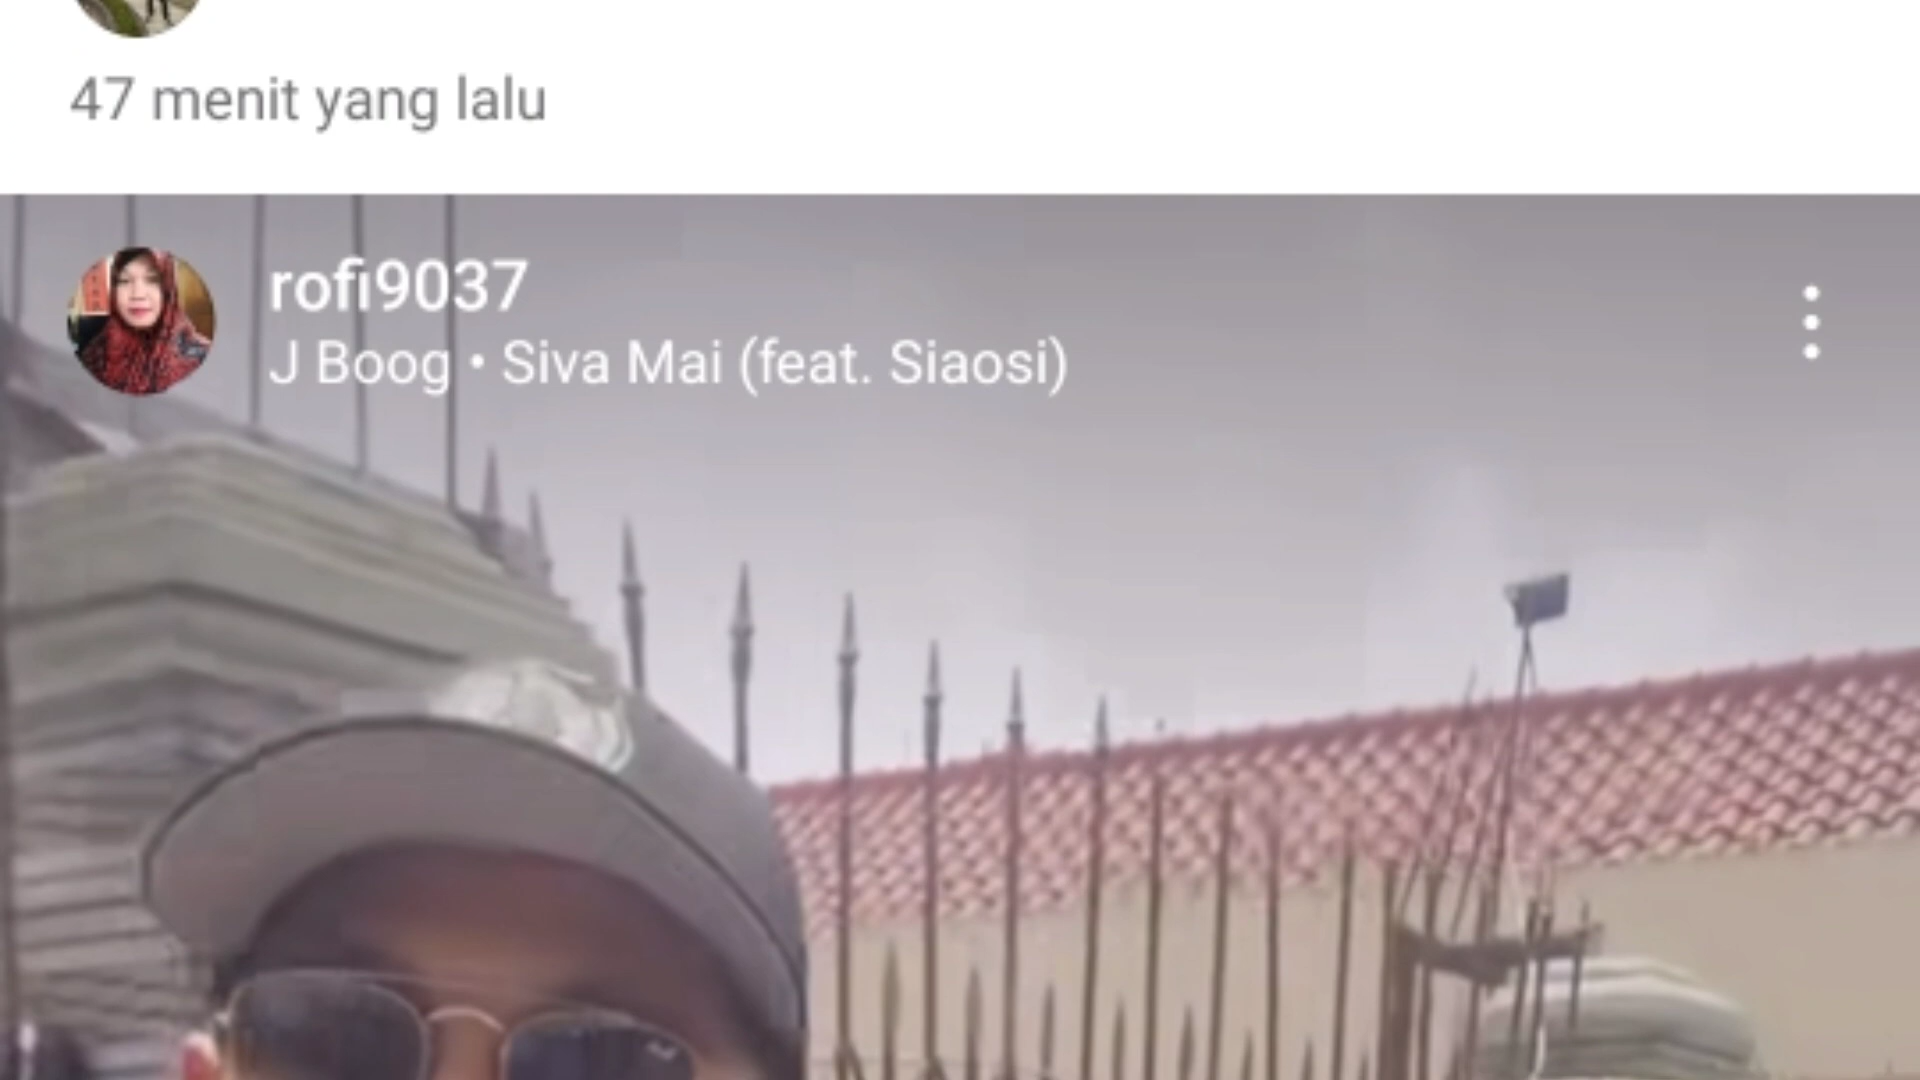 47 menit yang lalu
rofi9037
J Boog • Siva Mai (feat. Siaosi)